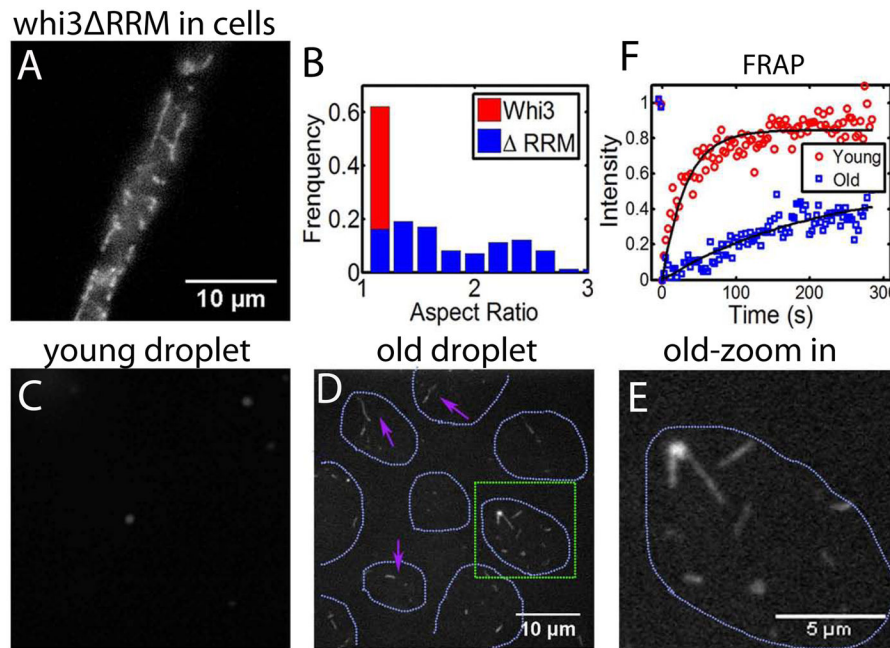 whi3ΔRRM in cells
A
10 µm
B
Whi3
Δ RRM
Frenquency
0.6
0.4
0.2
0
1
2
3
Aspect Ratio
F
FRAP
Intensity
1
0.8
0.6
0.4
0.2
0
Young
Old
0
100
200
300
Time (s)
young droplet
C
old droplet
D
10 µm
old-zoom in
E
5 µm